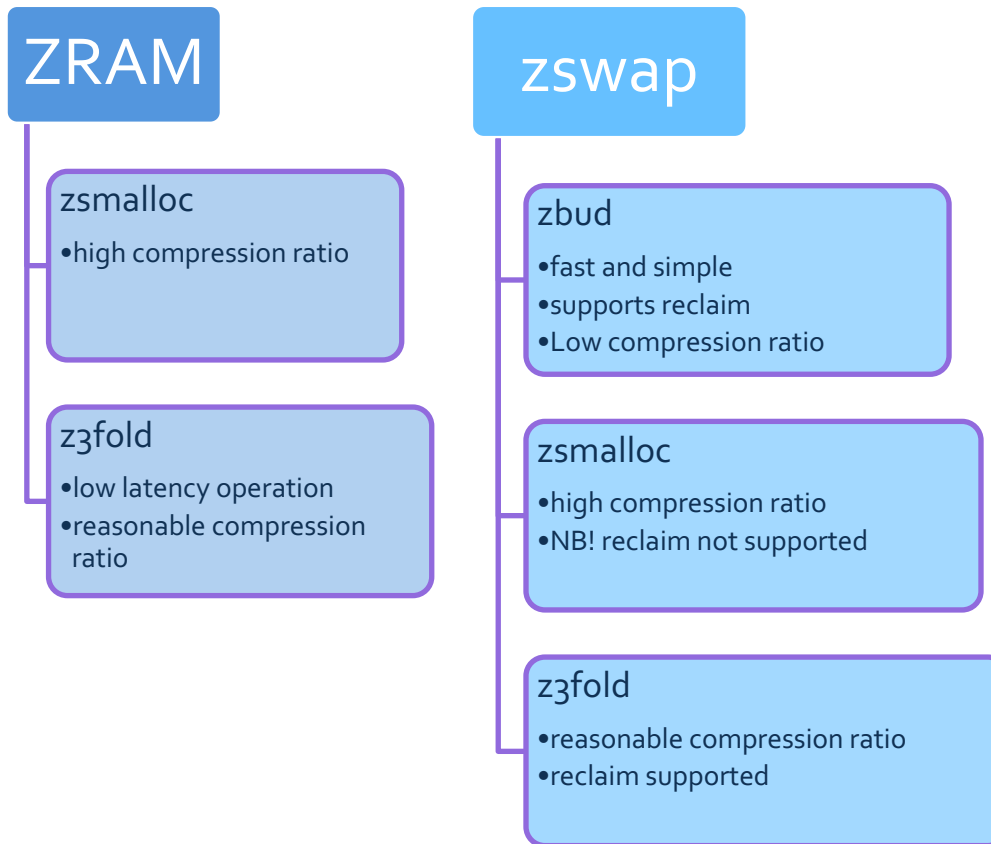 ZRAM
zsmalloc
•high compression ratio
z3fold
•low latency operation
•reasonable compression
ratio
zswap
zbud
•fast and simple
•supports reclaim
•Low compression ratio
zsmalloc
•high compression ratio
•NB! reclaim not supported
z3fold
•reasonable compression ratio
•reclaim supported